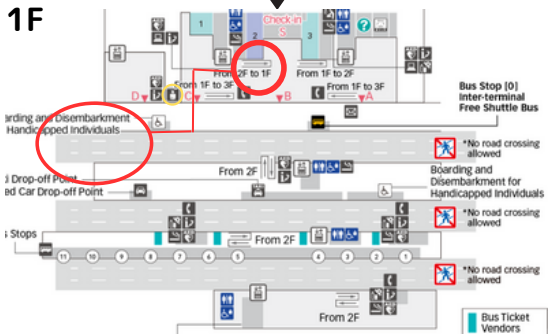 1F
1
2
3
Check-in
S
?
From 2F to 1F
From 1F to 2F
From 1F to 3F
From 1F to 3F
D
C
B
A
Bus Stop [0]
Inter-terminal
Free Shuttle Bus
arding and Disembarkment
Handicapped Individuals
*No road crossing
allowed
From 2F
Boarding and
Disembarkment for
Handicapped Individuals
Drop-off Point
ed Car Drop-off Point
*No road crossing
allowed
s Stops
From 2F
11
10
9
8
7
6
5
4
3
2
1
*No road crossing
allowed
From 2F
Bus Ticket
Vendors